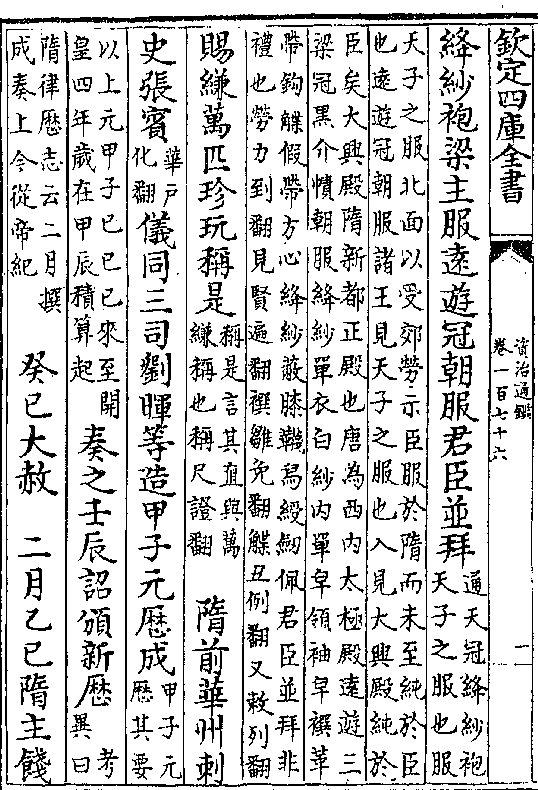 欽定四庫全書
資治通鑑
卷一百七十六
一
絳紗袍梁主服遠遊冠朝服君臣並拜
通天冠絳紗袍
天子之服也服
天子之服北面以受郊勞示臣服於隋而未至純於臣
也遠遊冠朝服諸王見天子之服也入見大興殿純於
臣矣大興殿隋新都正殿也唐為西内太極殿遠遊三
梁冠黑介幘朝服絳紗單衣白紗内單皁領袖皁襈革
帶鉤䚢假帶方心絳紗蔽膝韈舄綬劒佩君臣並拜非
禮也勞力到翻見賢遍翻襈雛免翻䚢丑例翻又敕列翻
賜縑萬匹珍玩稱是
稱是言其直與萬
縑稱也稱尺證翻
隋前華州刺
史張賓
華戶
化翻
儀同三司劉暉等造甲子元歷成
甲子元
歷其要
以上元甲子己巳已來至開
皇四年歲在甲辰積算起
奏之壬辰詔頒新歷
考
異曰
隋律歷志云二月撰
成奏上今從帝紀
癸巳大赦
二月乙巳隋主餞